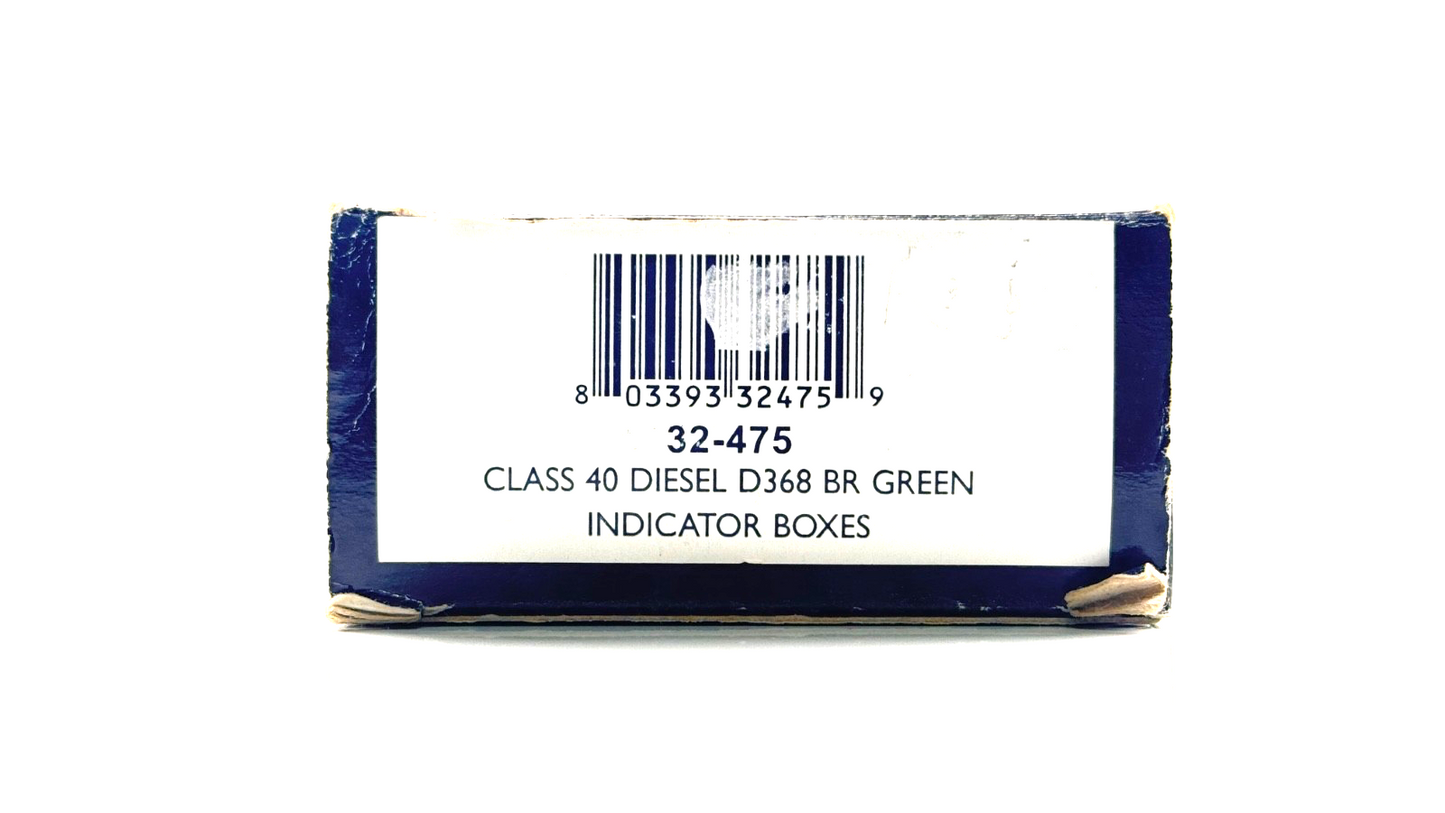 8 03393 32475 9
32-475
CLASS 40 DIESEL D368 BR GREEN
INDICATOR BOXES